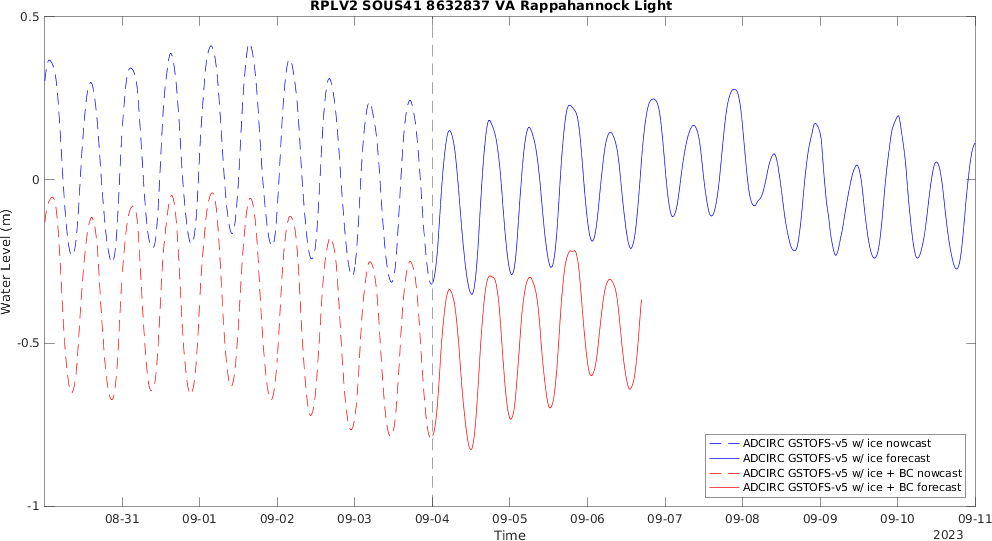 RPLV2 SOUS41 8632837 VA Rappahannock Light
0.5
0
-0.5
-1
Water Level (m)
08-31 09-01 09-02 09-03 09-04 09-05 09-06 09-07 09-08 09-09 09-10 09-11
Time
2023
ADCIRC GSTOFS-v5 w/ ice nowcast
ADCIRC GSTOFS-v5 w/ ice forecast
ADCIRC GSTOFS-v5 w/ ice + BC nowcast
ADCIRC GSTOFS-v5 w/ ice + BC forecast